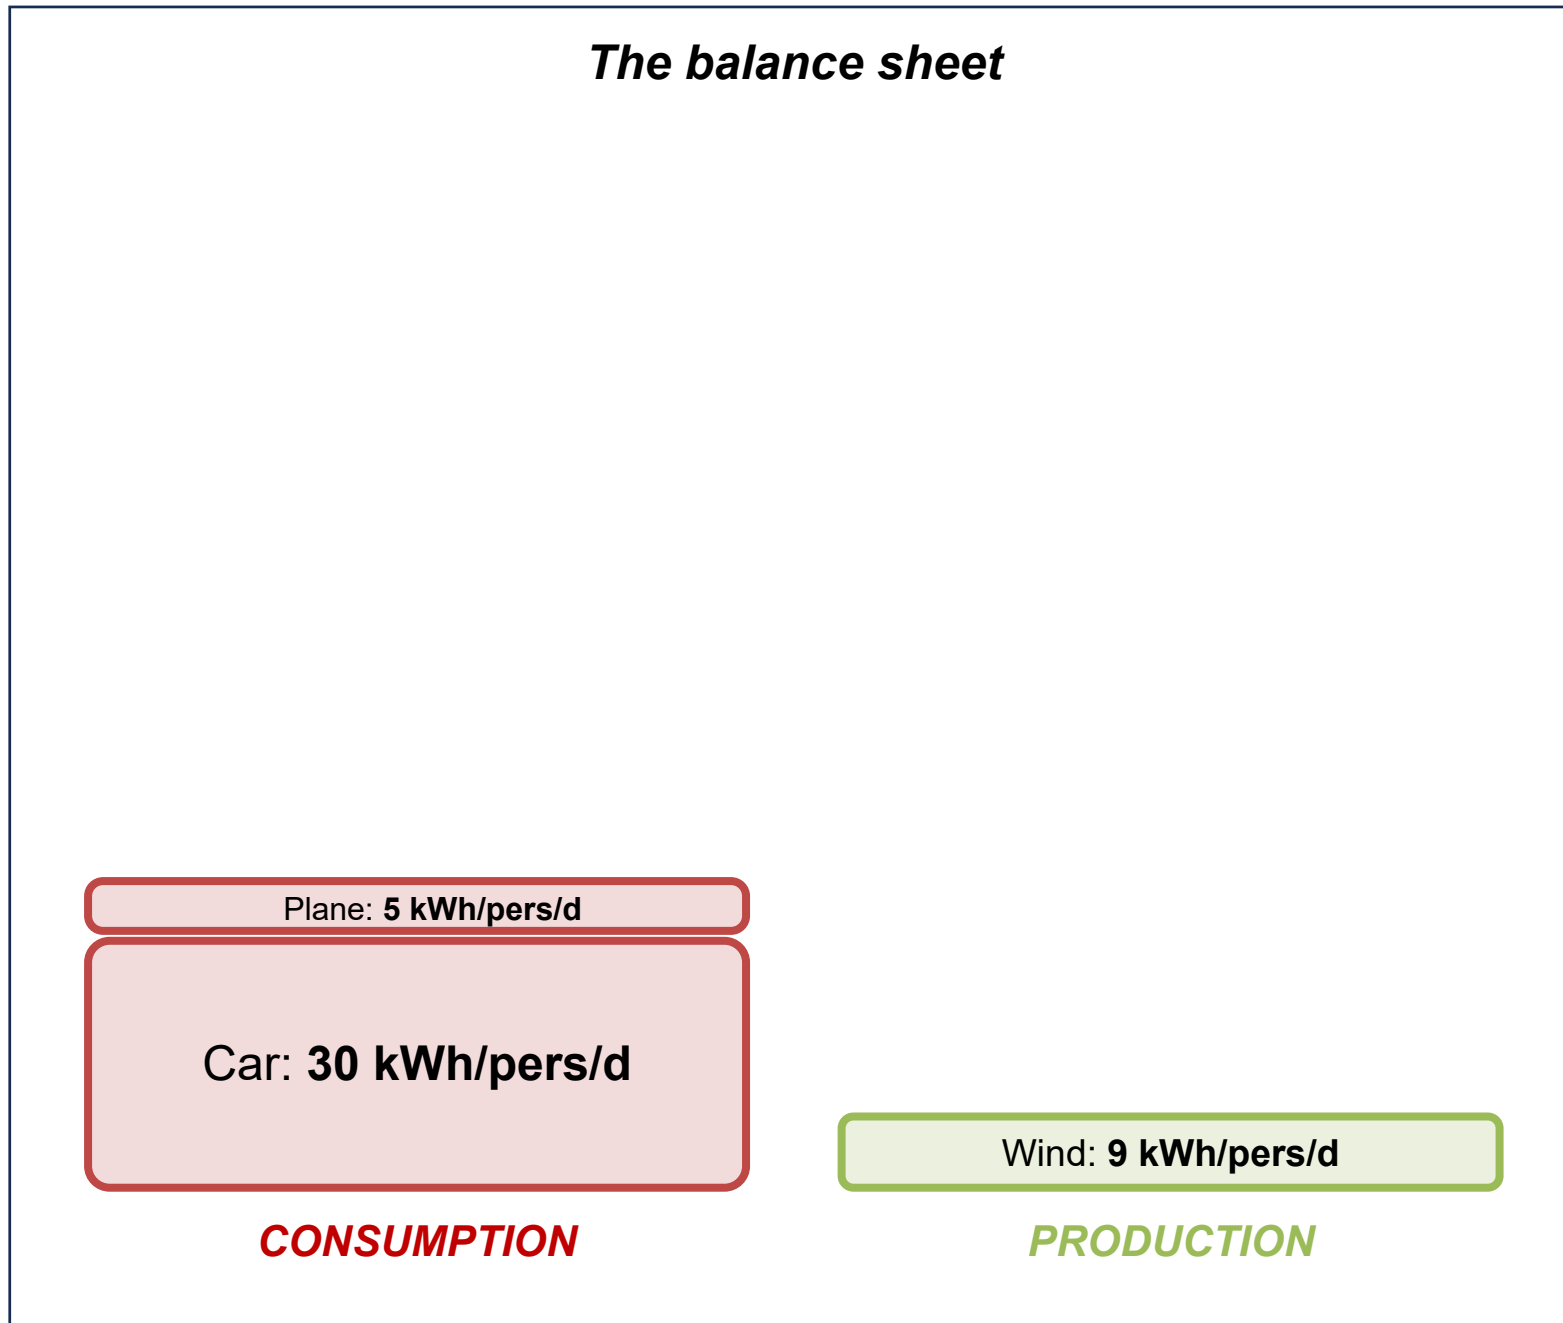 The balance sheet
Plane: 5 kWh/pers/d
Car: 30 kWh/pers/d
Wind: 9 kWh/pers/d
CONSUMPTION
PRODUCTION